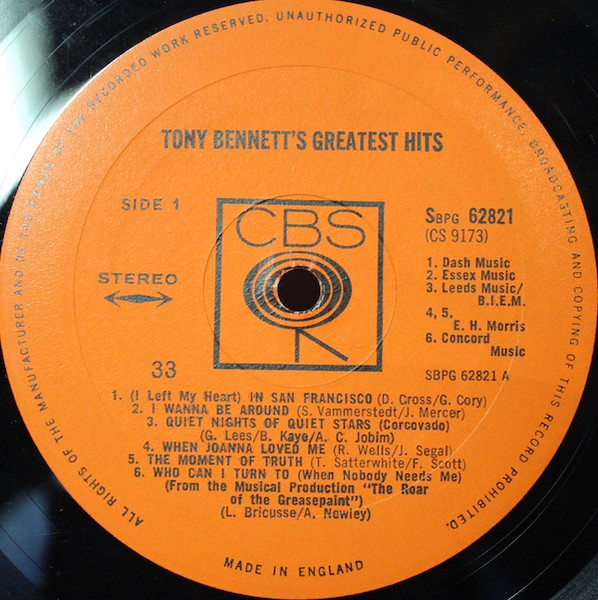 ALL RIGHTS OF THE MANUFACTURER AND OF THE OWNER OF THE RECORDED WORK RESERVED. UNAUTHORIZED PUBLIC PERFORMANCE, BROADCASTING AND COPYING OF THIS RECORD PROHIBITED.
TONY BENNETT'S GREATEST HITS
SIDE 1
CBS
SBPG 62821
(CS 9173)
STEREO
1. Dash Music
2. Essex Music
3. Leeds Music/
B.I.E.M.
4, 5.
E. H. Morris
6. Concord
Music
33
SBPG 62821 A
1. (I Left My Heart) IN SAN FRANCISCO (D. Cross/G. Cory)
2. I WANNA BE AROUND (S. Vammerstedt/J. Mercer)
3. QUIET NIGHTS OF QUIET STARS (Corcovado)
(G. Lees/B. Kaye/A. C. Jobim)
4. WHEN JOANNA LOVED ME (R. Wells/J. Segal)
5. THE MOMENT OF TRUTH (T. Satterwhite/F. Scott)
6. WHO CAN I TURN TO (When Nobody Needs Me)
(From the Musical Production "The Roar
of the Greasepaint")
(L. Bricusse/A. Newley)
MADE IN ENGLAND